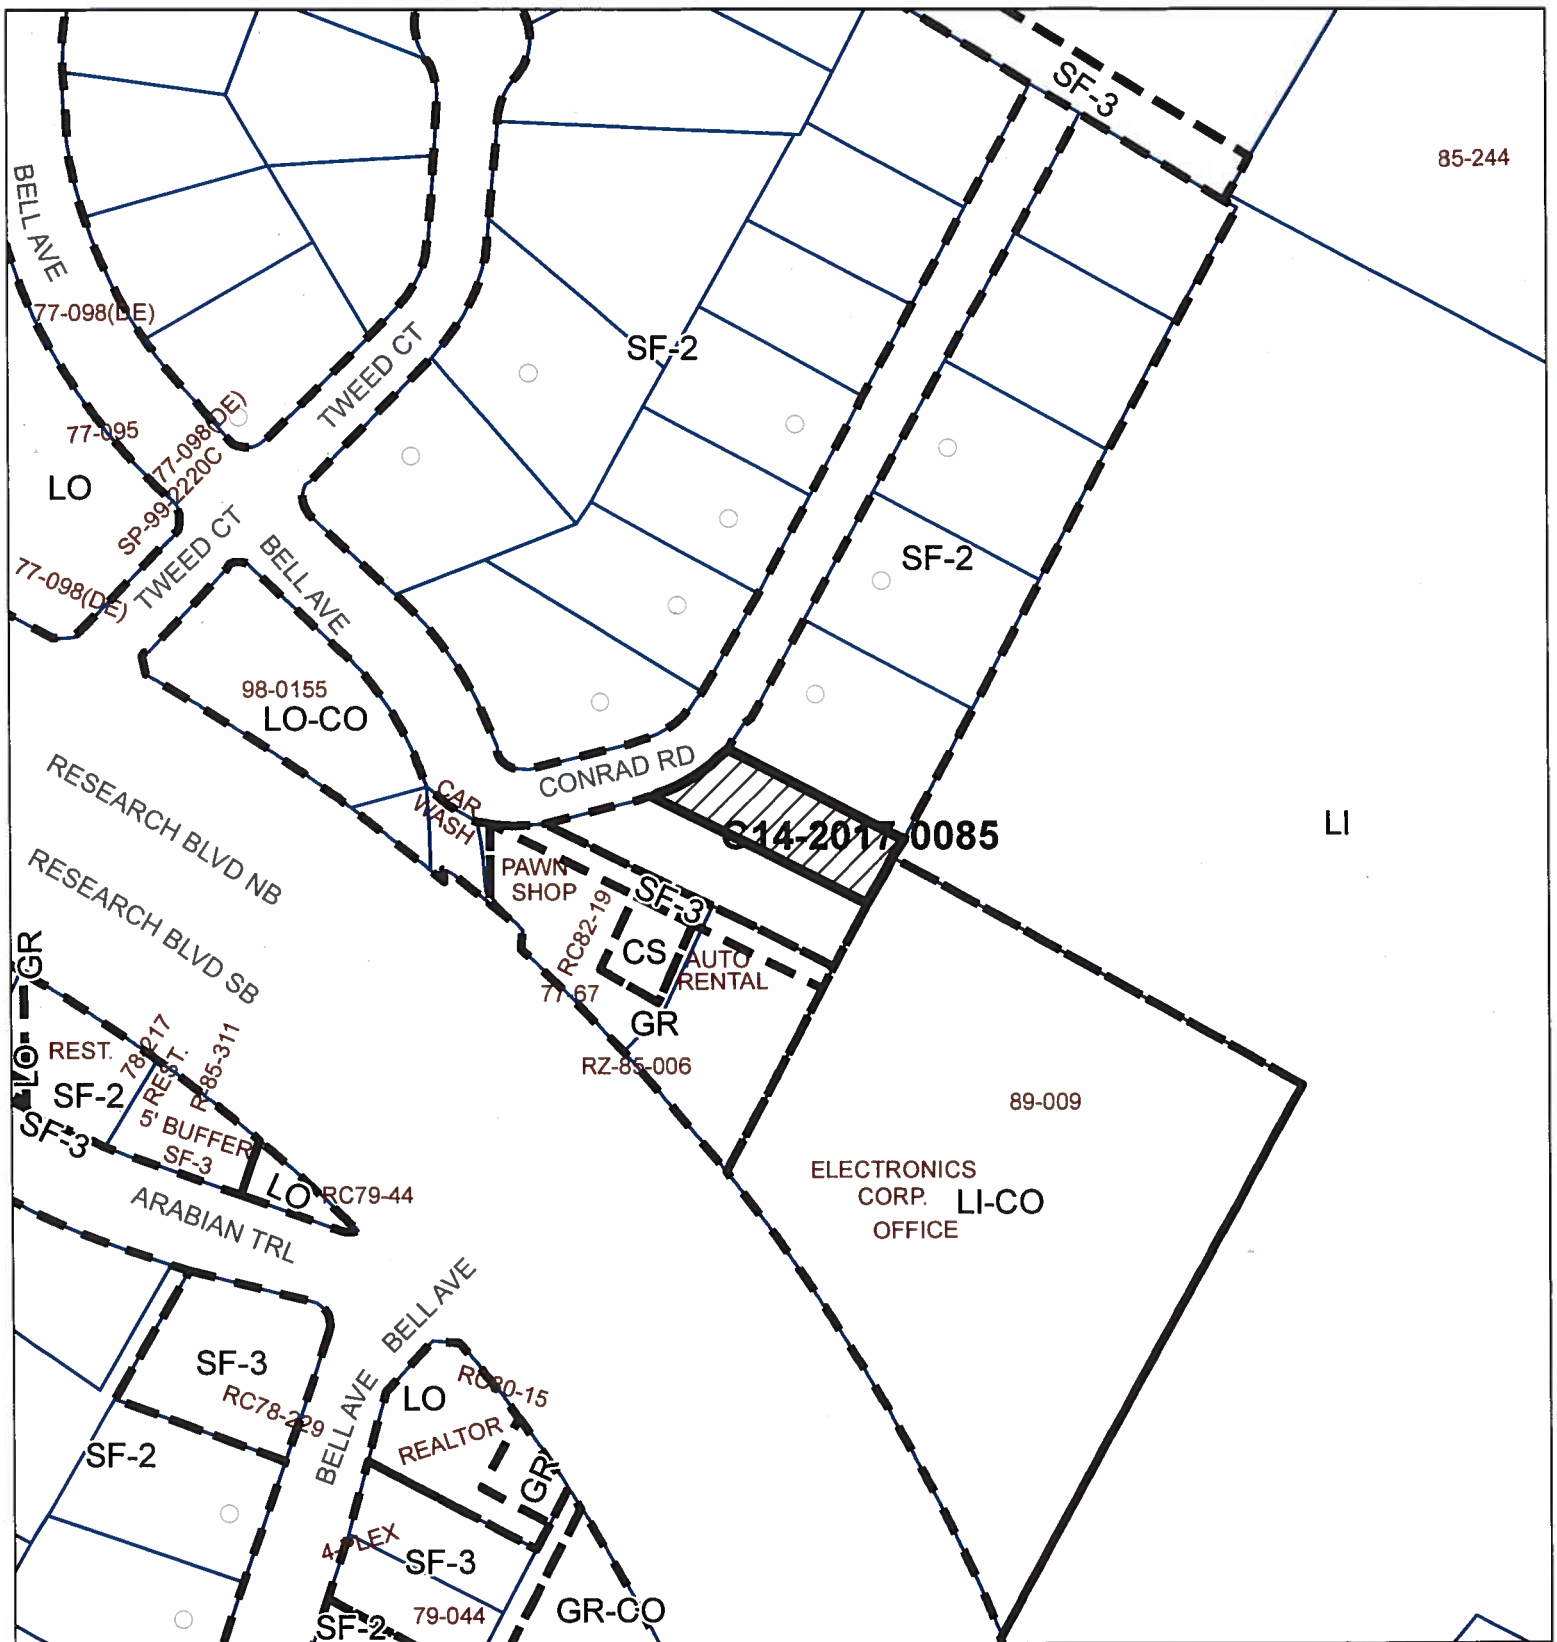 SF-3
85-244
BELL AVE
77-098(DE)
TWEED CT
SF-2
77-095
77-098(DE)
SP-99-2220C
LO
TWEED CT
BELL AVE
77-098(DE)
SF-2
98-0155
LO-CO
CONRAD RD
RESEARCH BLVD NB
CAR
WASH
C14-2017-0085
LI
RESEARCH BLVD SB
PAWN
SHOP
SF-3
RC82-19
CS
AUTO
RENTAL
77-67
GR
RZ-85-006
GR
LO
REST.
78-217
REST.
R-85-311
SF-2
5' BUFFER
SF-3
SF-3
LO
RC79-44
ARABIAN TRL
89-009
ELECTRONICS
CORP.
OFFICE
LI-CO
BELL AVE
SF-3
RC78-229
BELL AVE
LO
RC80-15
REALTOR
GR
SF-2
4-PLEX
SF-3
79-044
GR-CO
SF-2